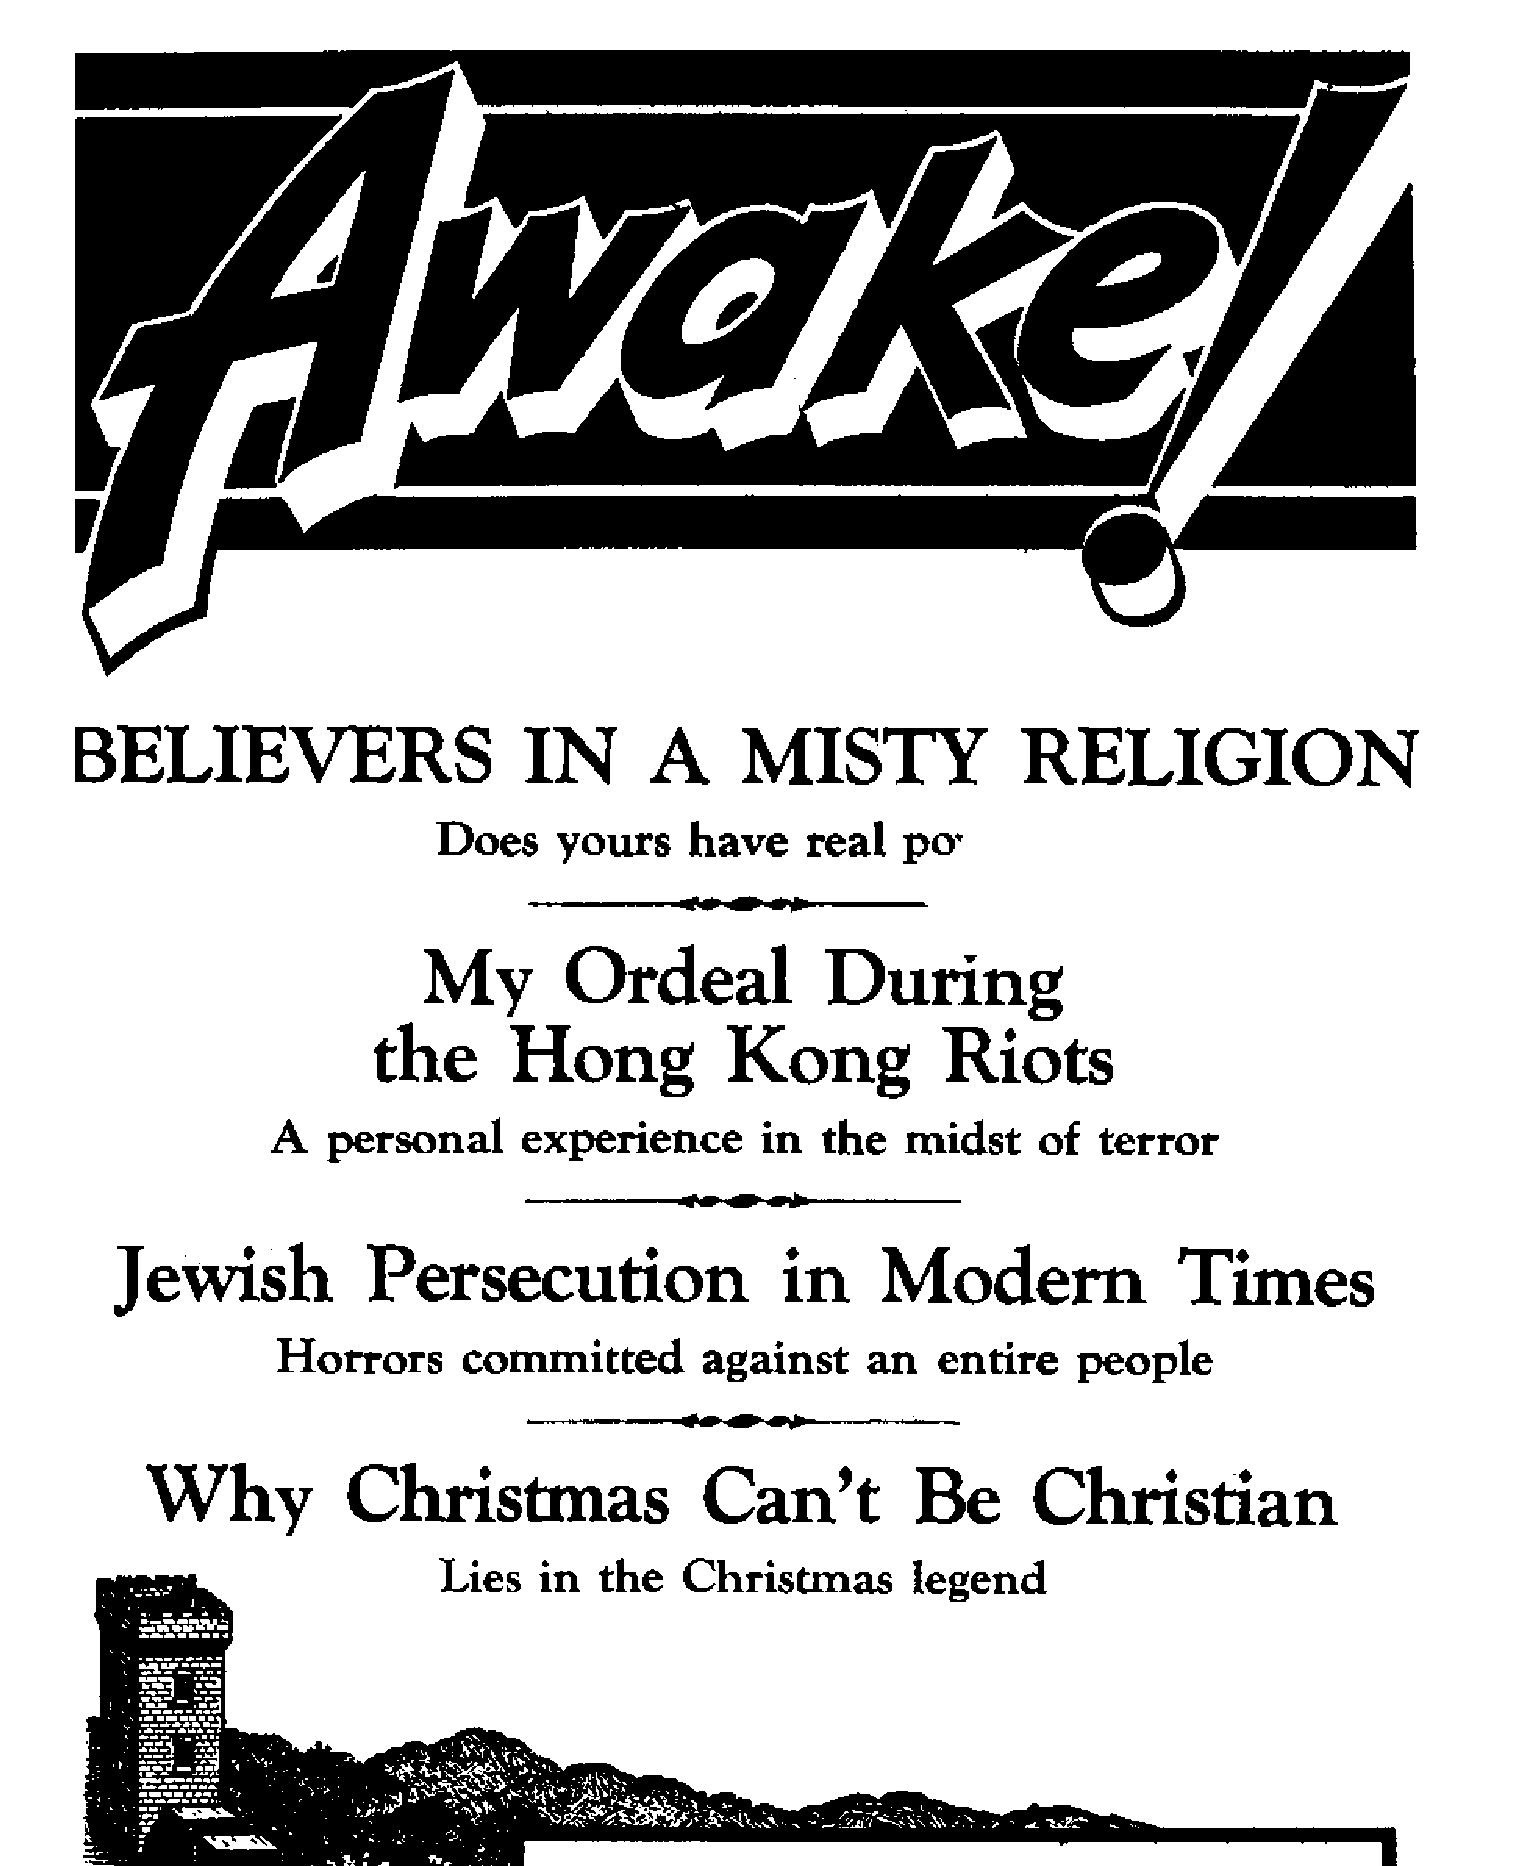 Awake!
BELIEVERS IN A MISTY RELIGION
Does yours have real
My Ordeal During
the Hong Kong Riots
A personal experience in the midst of terror
Jewish Persecution in Modern Times
Horrors committed against an entire people
Why Christmas Can't Be Christian
Lies in the Christmas legend